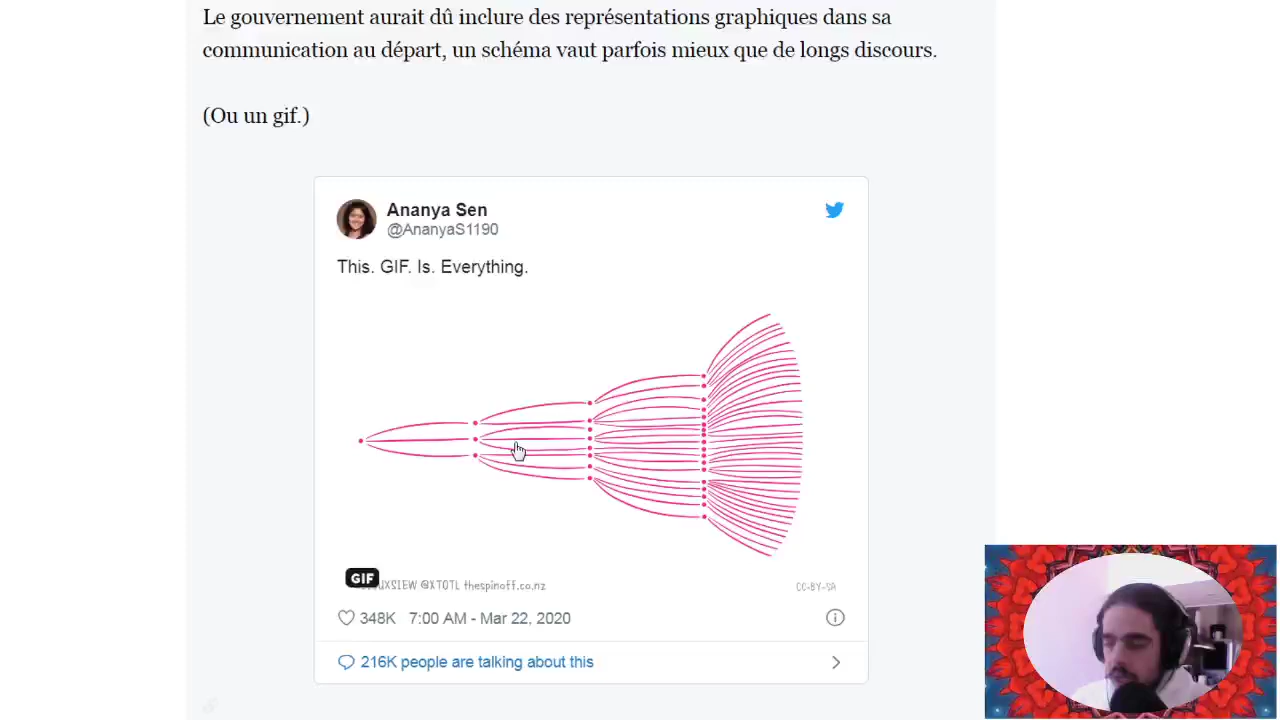 Le gouvernement aurait dû inclure des représentations graphiques dans sa
communication au départ, un schéma vaut parfois mieux que de longs discours.
(Ou un gif.)
Ananya Sen
@AnanyaS1190
This. GIF. Is. Everything.
GIF
@XTOTL thespinoff.co.nz
CC-BY-SA
348K 7:00 AM - Mar 22, 2020
216K people are talking about this